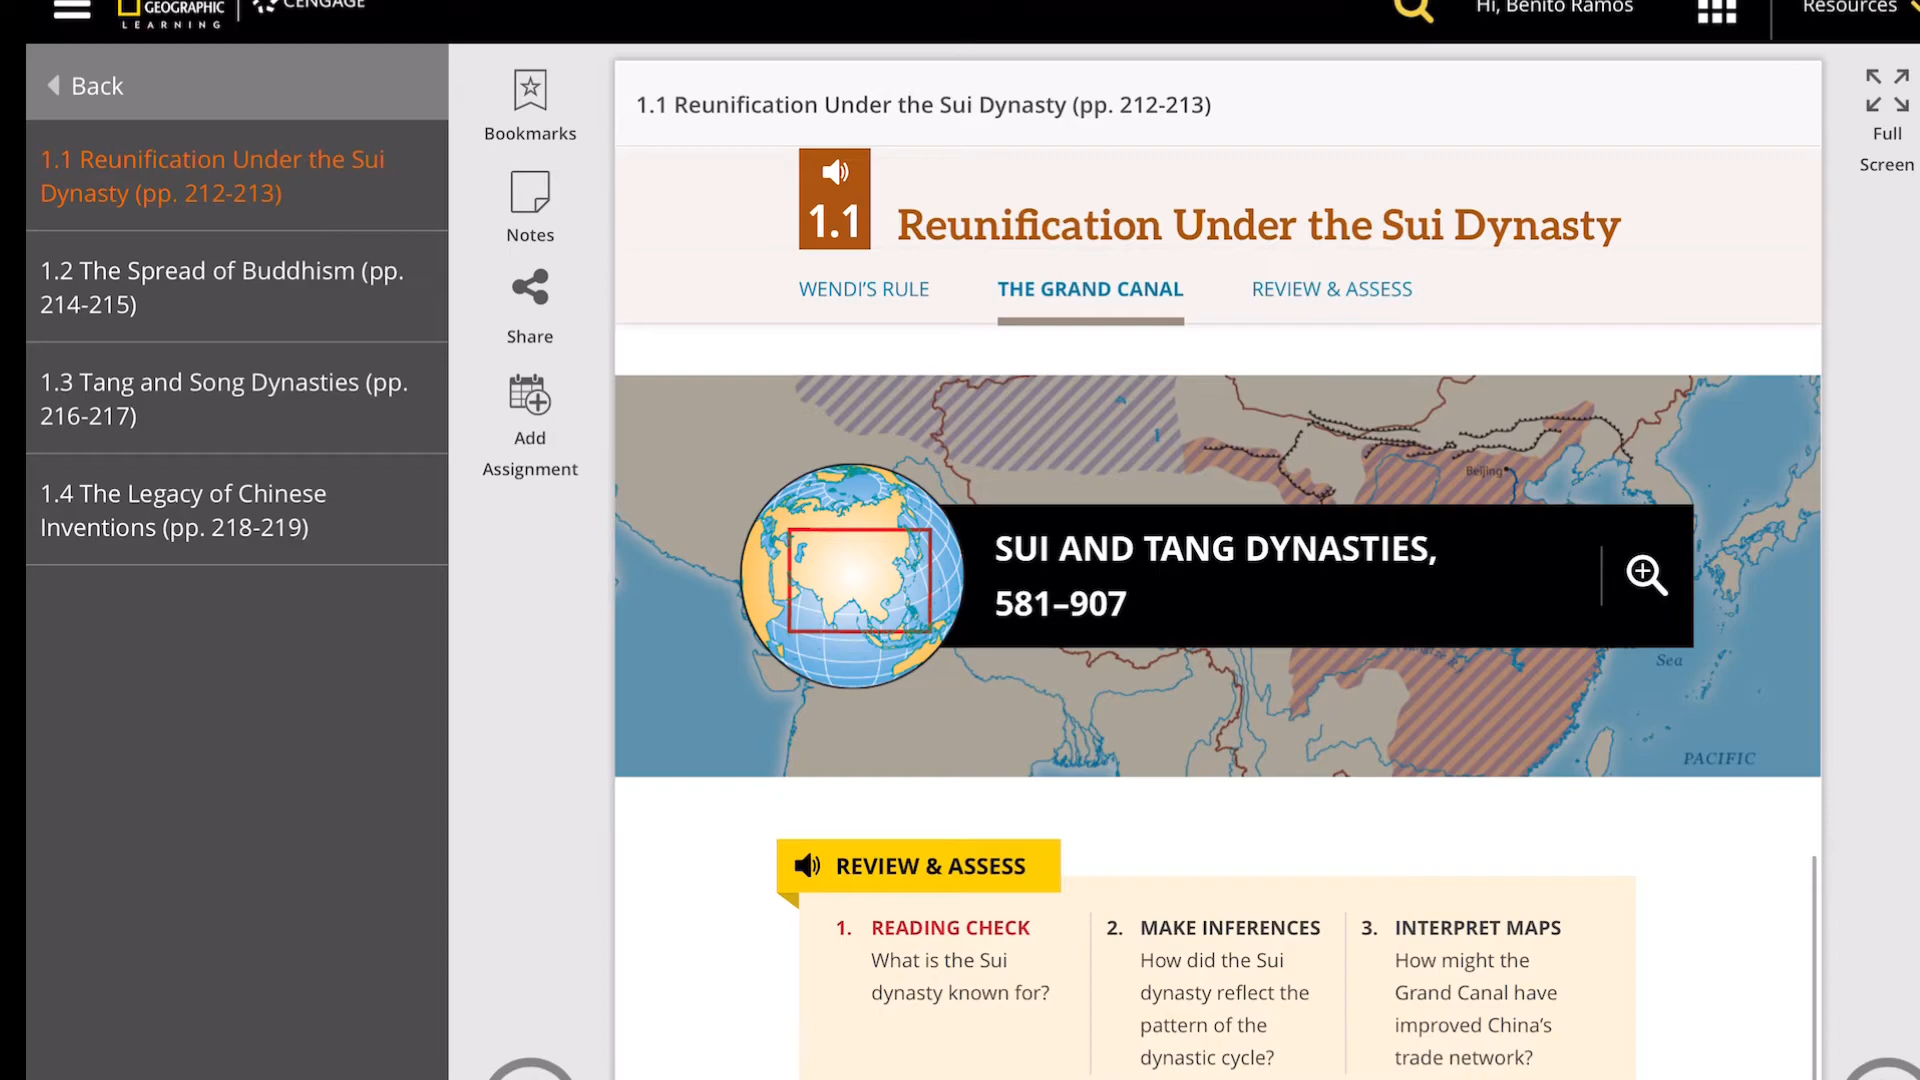 GEOGRAPHIC
LEARNING
CENGAGE
Hi, Benito Ramos
Resources
Back
1.1 Reunification Under the Sui
Dynasty (pp. 212-213)
1.2 The Spread of Buddhism (pp.
214-215)
1.3 Tang and Song Dynasties (pp.
216-217)
1.4 The Legacy of Chinese
Inventions (pp. 218-219)
Bookmarks
Notes
Share
Add
Assignment
Full
Screen
1.1 Reunification Under the Sui Dynasty (pp. 212-213)
1.1 Reunification Under the Sui Dynasty
WENDI'S RULE THE GRAND CANAL REVIEW & ASSESS
Beijing
SUI AND TANG DYNASTIES,
581–907
Sea
PACIFIC
REVIEW & ASSESS
1. READING CHECK
What is the Sui
dynasty known for?
2. MAKE INFERENCES
How did the Sui
dynasty reflect the
pattern of the
dynastic cycle?
3. INTERPRET MAPS
How might the
Grand Canal have
improved China's
trade network?